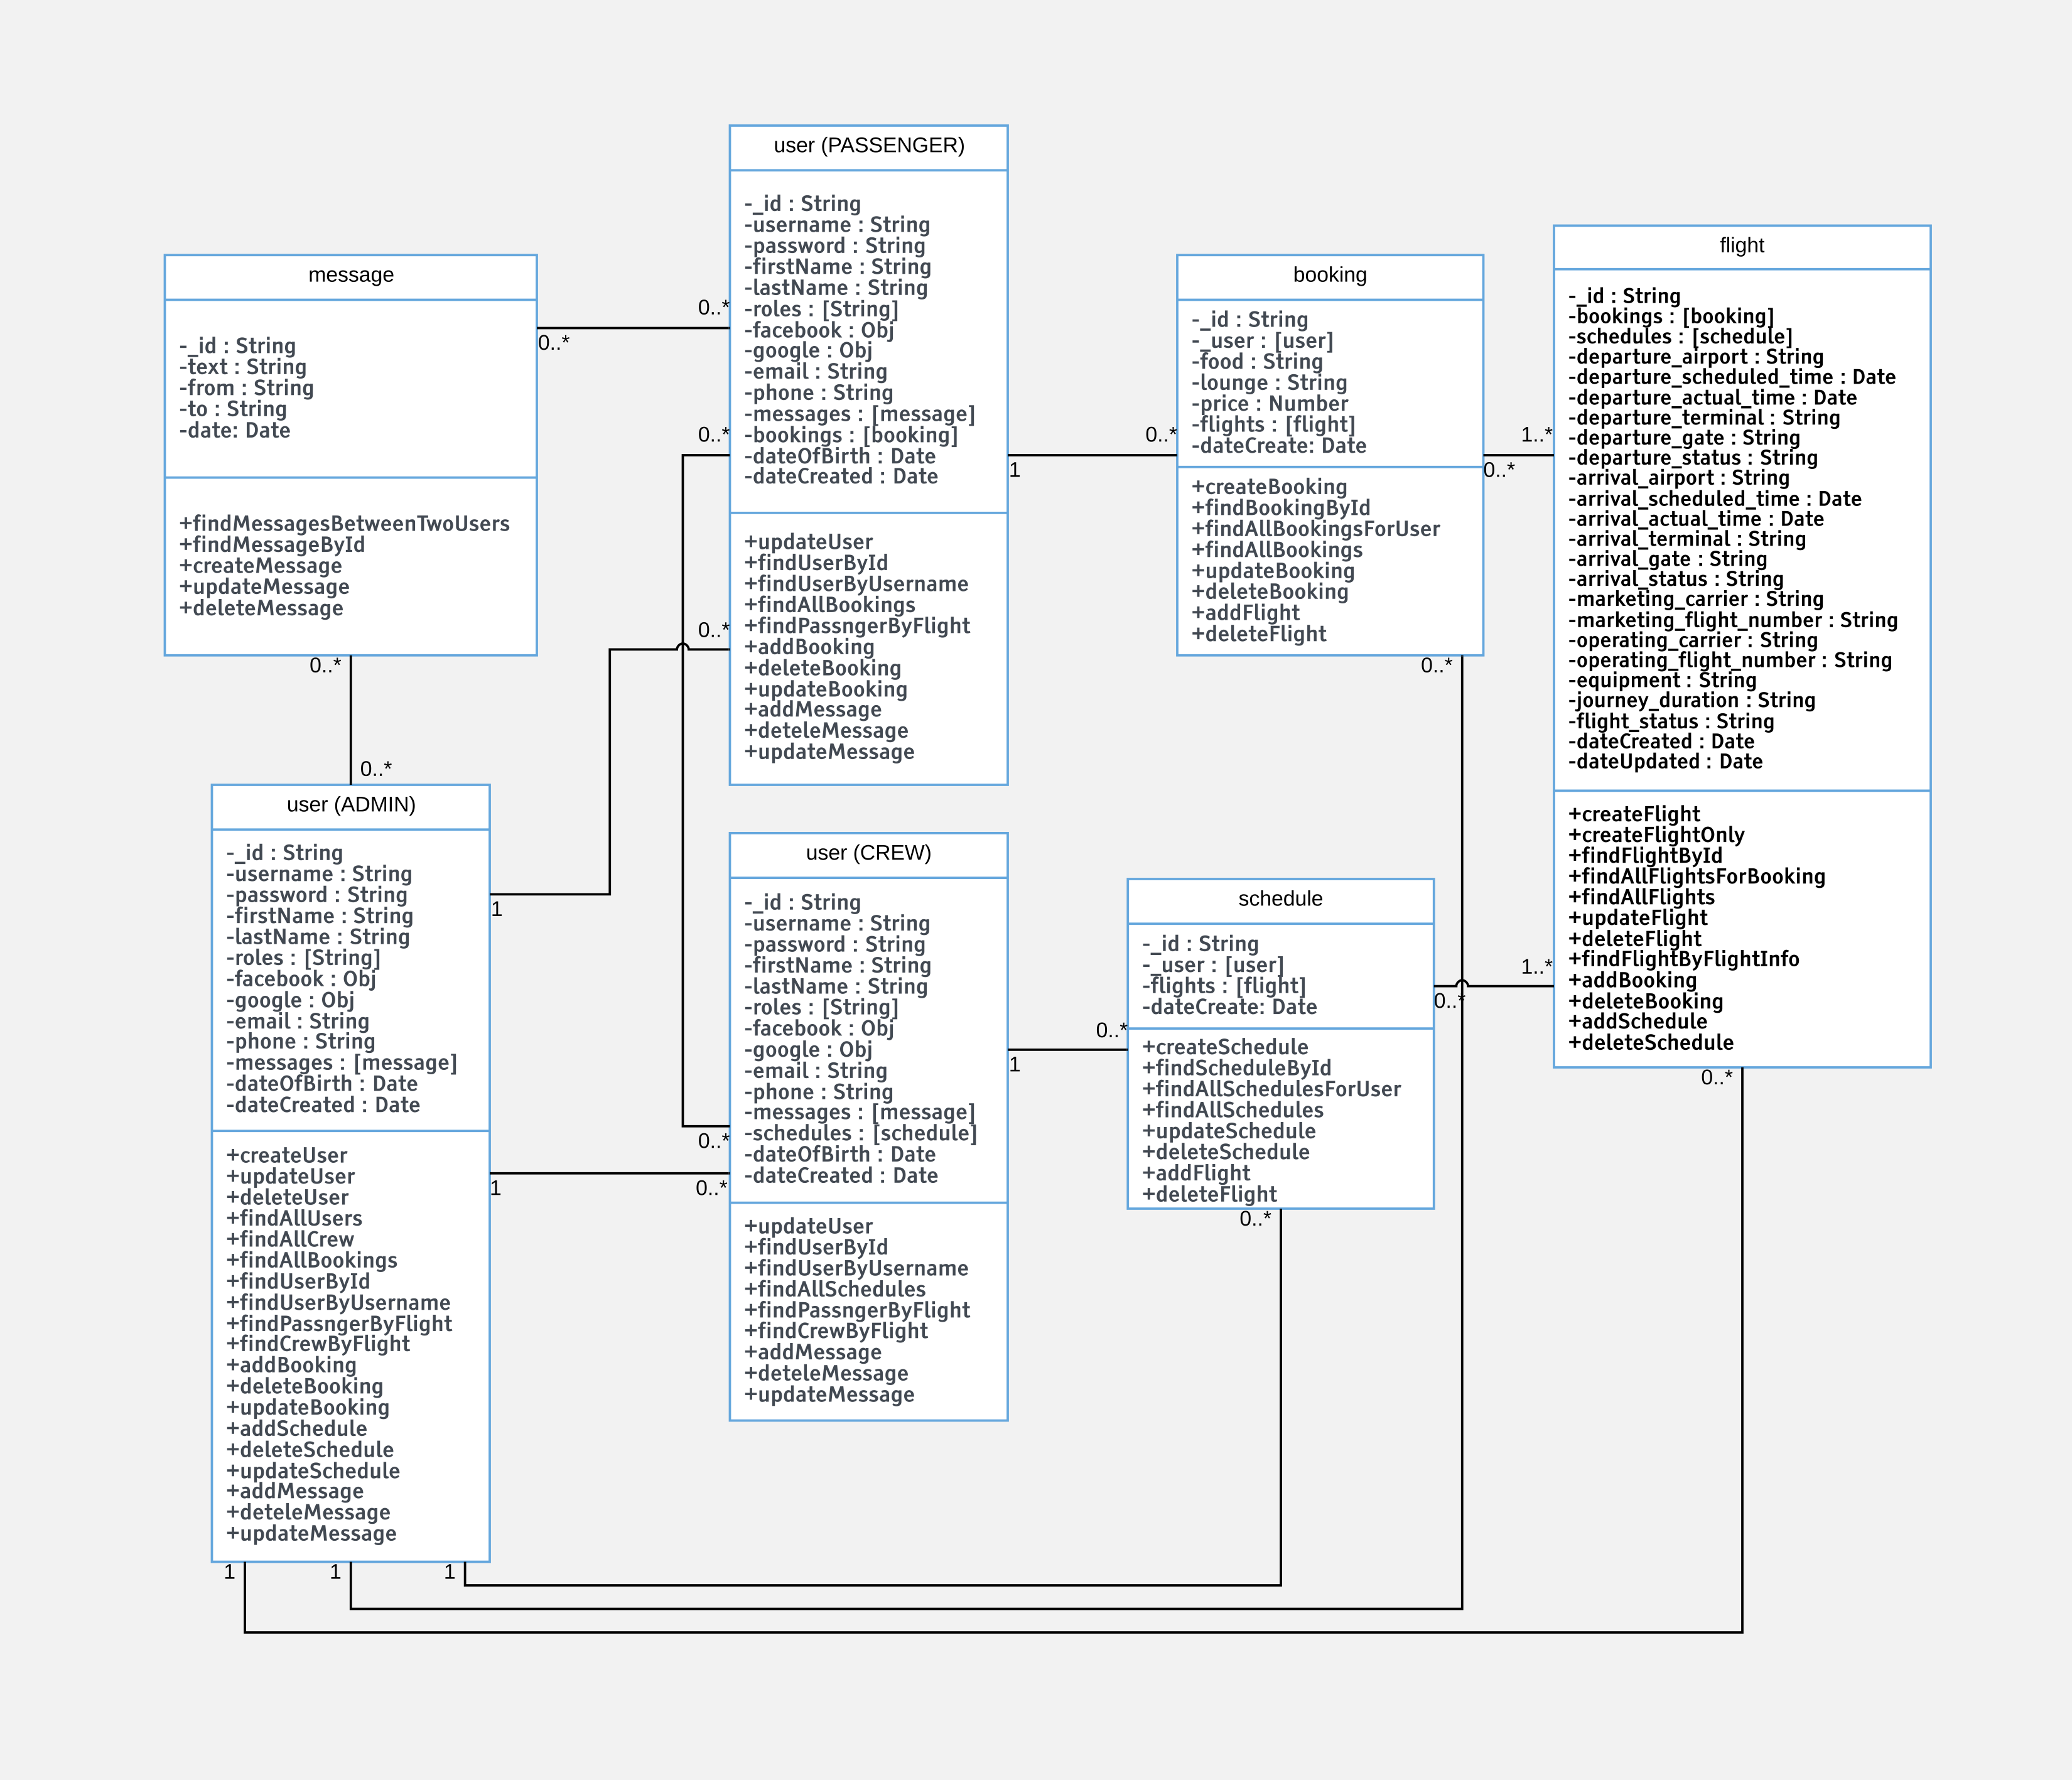 user (PASSENGER)
-_id : String
-username : String
-password : String
-firstName : String
-lastName : String
-roles : [String]
-facebook : Obj
-google : Obj
-email : String
-phone : String
-messages : [message]
-bookings : [booking]
-dateOfBirth : Date
-dateCreated : Date
+updateUser
+findUserById
+findUserByUsername
+findAllBookings
+findPassngerByFlight
+addBooking
+deleteBooking
+updateBooking
+addMessage
+deteleMessage
+updateMessage
message
-_id : String
-text : String
-from : String
-to : String
-date: Date
+findMessagesBetweenTwoUsers
+findMessageById
+createMessage
+updateMessage
+deleteMessage
booking
-_id : String
-_user : [user]
-food : String
-lounge : String
-price : Number
-flights : [flight]
-dateCreate: Date
+createBooking
+findBookingById
+findAllBookingsForUser
+findAllBookings
+updateBooking
+deleteBooking
+addFlight
+deleteFlight
flight
-_id : String
-bookings : [booking]
-schedules : [schedule]
-departure_airport : String
-departure_scheduled_time : Date
-departure_actual_time : Date
-departure_terminal : String
-departure_gate : String
-departure_status : String
-arrival_airport : String
-arrival_scheduled_time : Date
-arrival_actual_time : Date
-arrival_terminal : String
-arrival_gate : String
-arrival_status : String
-marketing_carrier : String
-marketing_flight_number : String
-operating_carrier : String
-operating_flight_number : String
-equipment : String
-journey_duration : String
-flight_status : String
-dateCreated : Date
-dateUpdated : Date
+createFlight
+createFlightOnly
+findFlightById
+findAllFlightsForBooking
+findAllFlights
+updateFlight
+deleteFlight
+findFlightByFlightInfo
+addBooking
+deleteBooking
+addSchedule
+deleteSchedule
0..*
0..*
0..*
0..*
1
0..*
1..*
0..*
0..*
0..*
0..*
0..*
user (ADMIN)
-_id : String
-username : String
-password : String
-firstName : String
-lastName : String
-roles : [String]
-facebook : Obj
-google : Obj
-email : String
-phone : String
-messages : [message]
-dateOfBirth : Date
-dateCreated : Date
+createUser
+updateUser
+deleteUser
+findAllUsers
+findAllCrew
+findAllBookings
+findUserById
+findUserByUsername
+findPassngerByFlight
+findCrewByFlight
+addBooking
+deleteBooking
+updateBooking
+addSchedule
+deleteSchedule
+updateSchedule
+addMessage
+deteleMessage
+updateMessage
user (CREW)
-_id : String
-username : String
-password : String
-firstName : String
-lastName : String
-roles : [String]
-facebook : Obj
-google : Obj
-email : String
-phone : String
-messages : [message]
-schedules : [schedule]
-dateOfBirth : Date
-dateCreated : Date
+updateUser
+findUserById
+findUserByUsername
+findAllSchedules
+findPassngerByFlight
+findCrewByFlight
+addMessage
+deteleMessage
+updateMessage
schedule
-_id : String
-_user : [user]
-flights : [flight]
-dateCreate: Date
+createSchedule
+findScheduleById
+findAllSchedulesForUser
+findAllSchedules
+updateSchedule
+deleteSchedule
+addFlight
+deleteFlight
1
1..*
0..*
0..*
1
0..*
0..*
1
0..*
0..*
1
1
1